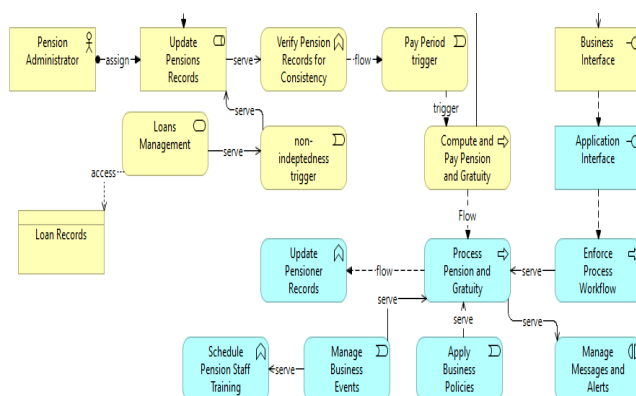 Pension
Administrator
assign
Update
Pensions
Records
serve
Verify Pension
Records for
Consistency
flow
Pay Period
trigger
Business
Interface
serve
trigger
Loans
Management
serve
non-
indeptedness
trigger
Compute and
Pay Pension
and Gratuity
Application
Interface
access
Loan Records
Flow
Update
Pensioner
Records
flow
Process
Pension and
Gratuity
serve
Enforce
Process
Workflow
serve
serve
Schedule
Pension Staff
Training
serve
Manage
Business
Events
Apply
Business
Policies
Manage
Messages and
Alerts